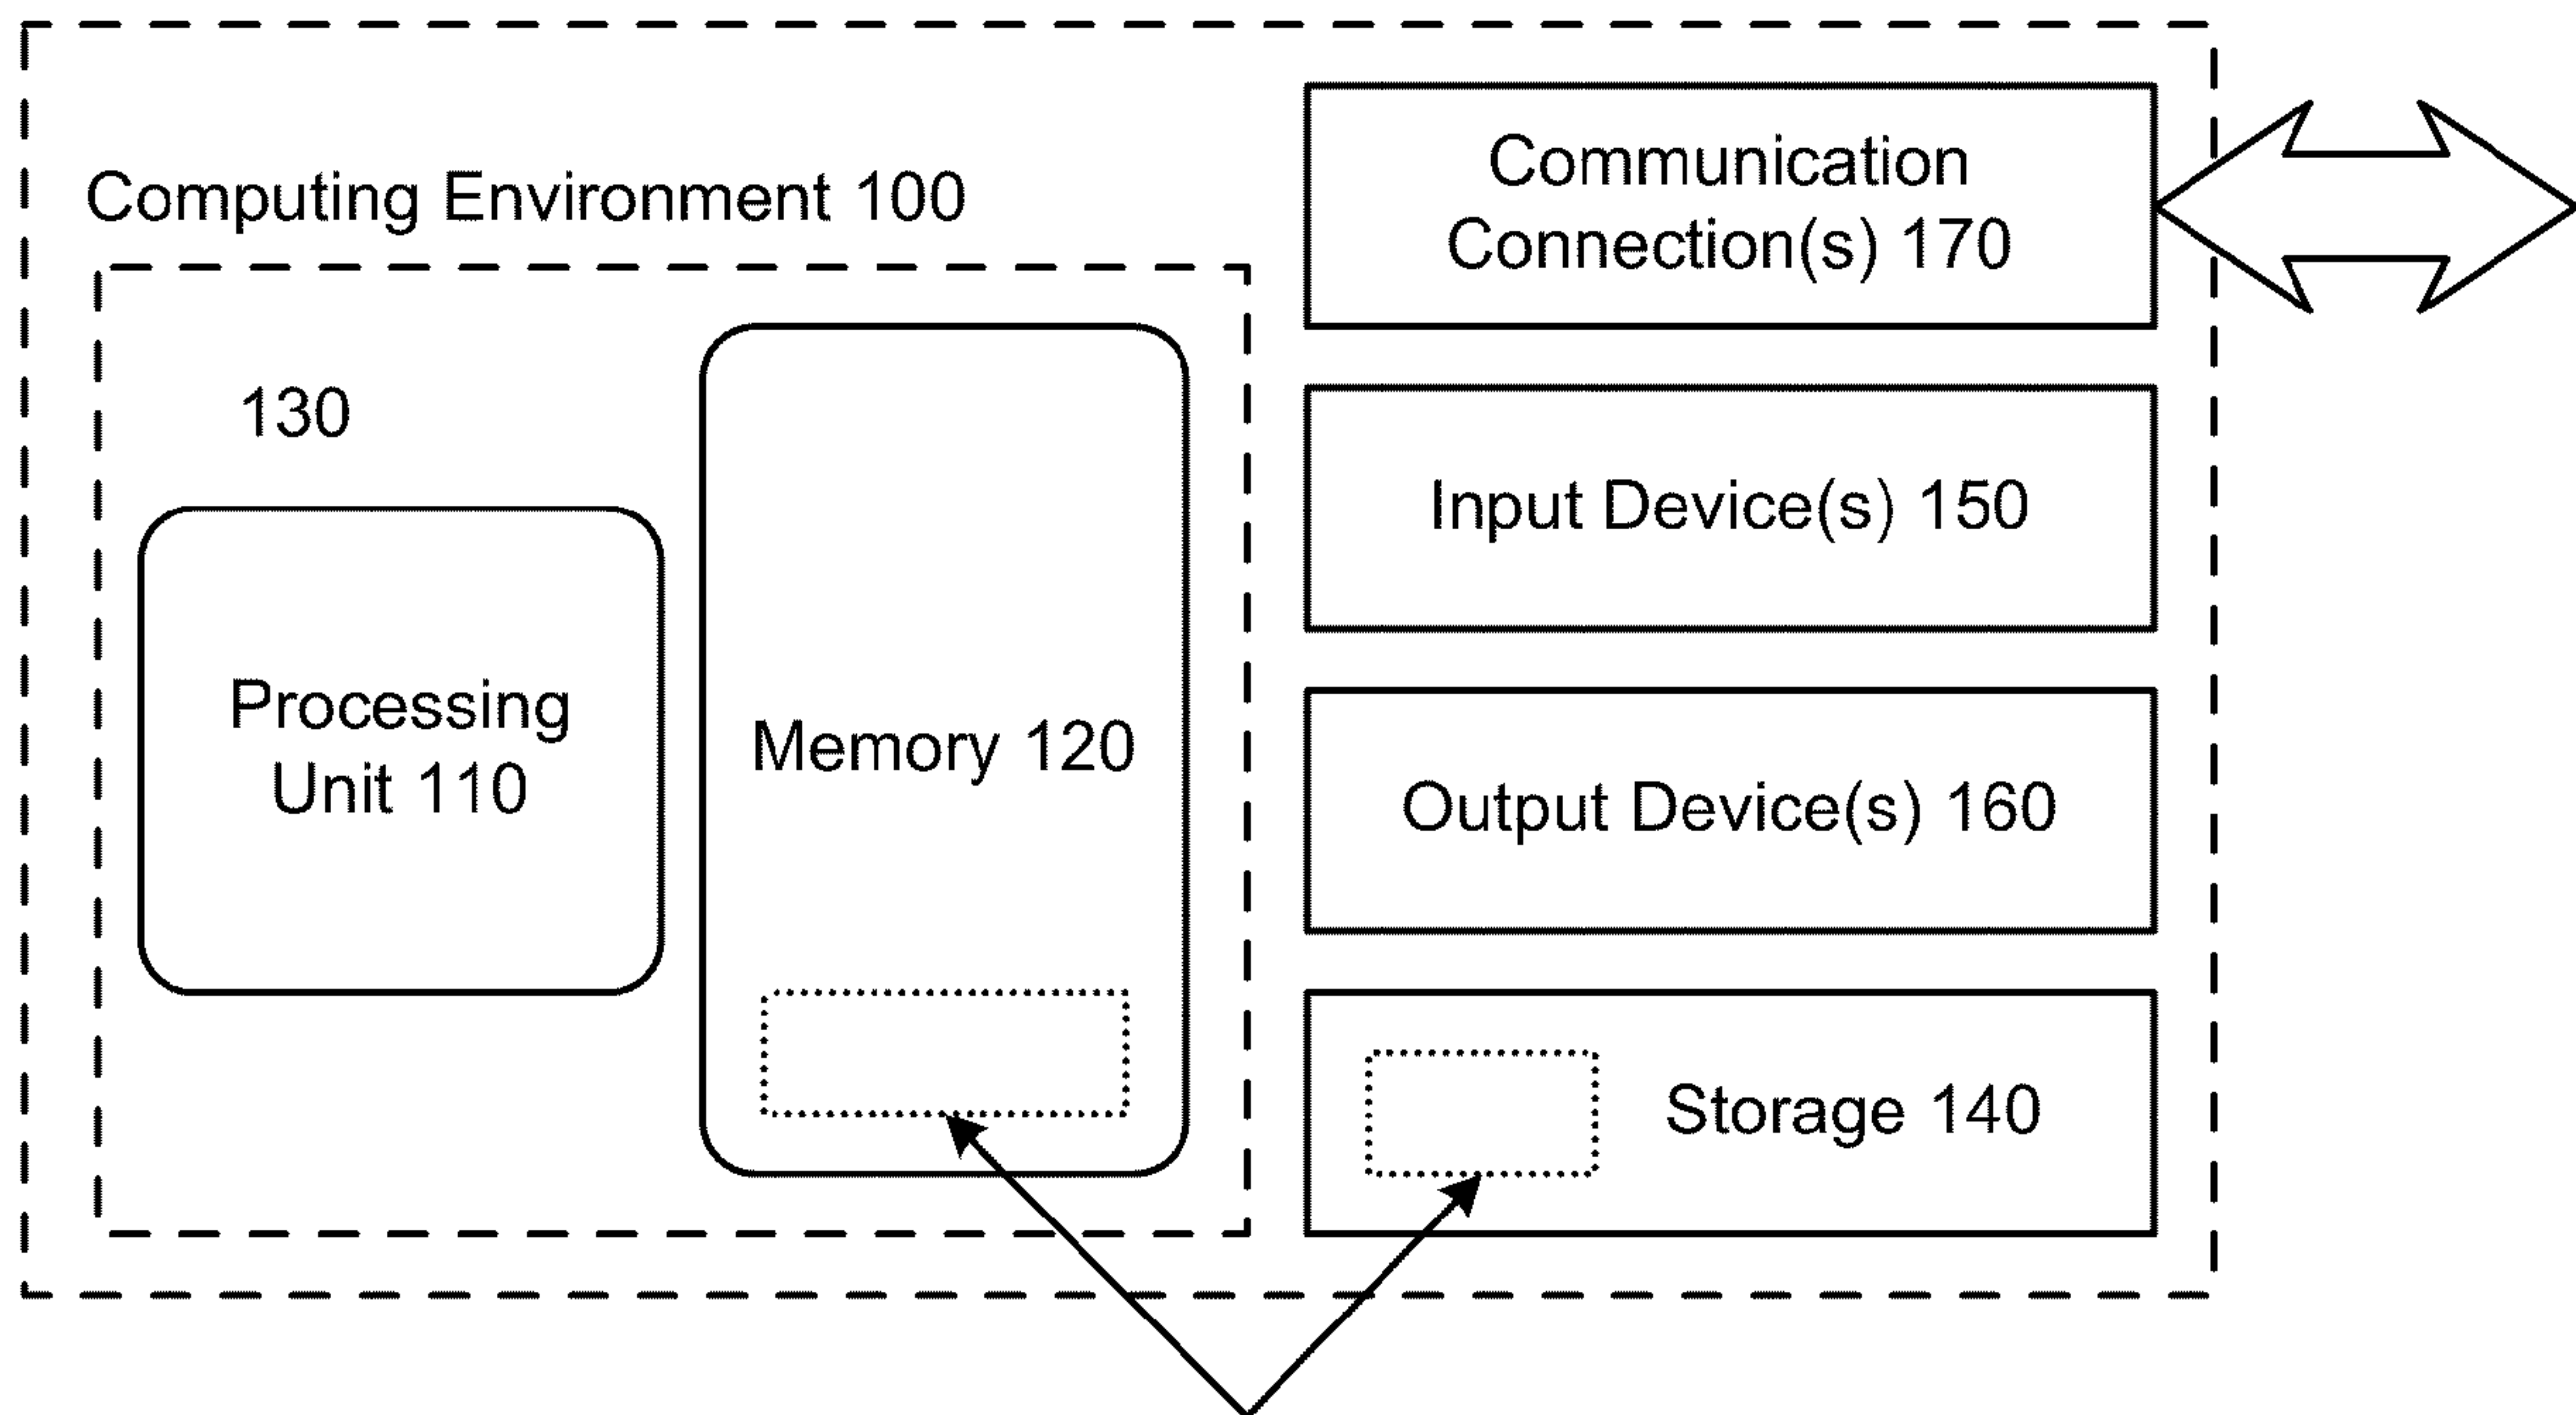 Computing Environment 100
130
Processing
Unit 110
Memory 120
Communication
Connection(s) 170
Input Device(s) 150
Output Device(s) 160
Storage 140